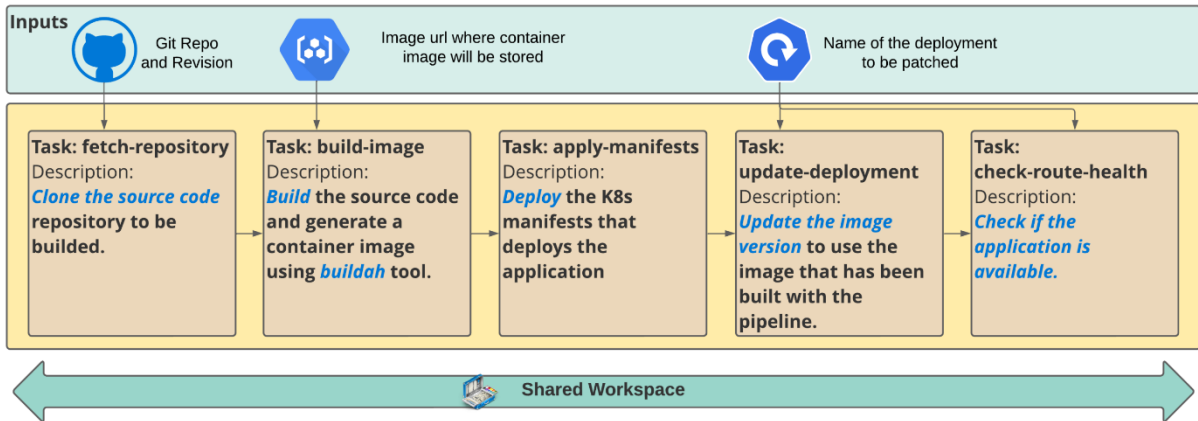 Inputs
Git Repo
and Revision
Image url where container
image will be stored
Name of the deployment
to be patched
Task: fetch-repository
Description:
Clone the source code
repository to be
builded.
Task: build-image
Description:
Build the source code
and generate a
container image
using buildah tool.
Task: apply-manifests
Description:
Deploy the K8s
manifests that
deploys the
application
Task:
update-deployment
Description:
Update the image
version to use the
image that has been
built with the
pipeline.
Task:
check-route-health
Description:
Check if the
application is
available.
Shared Workspace